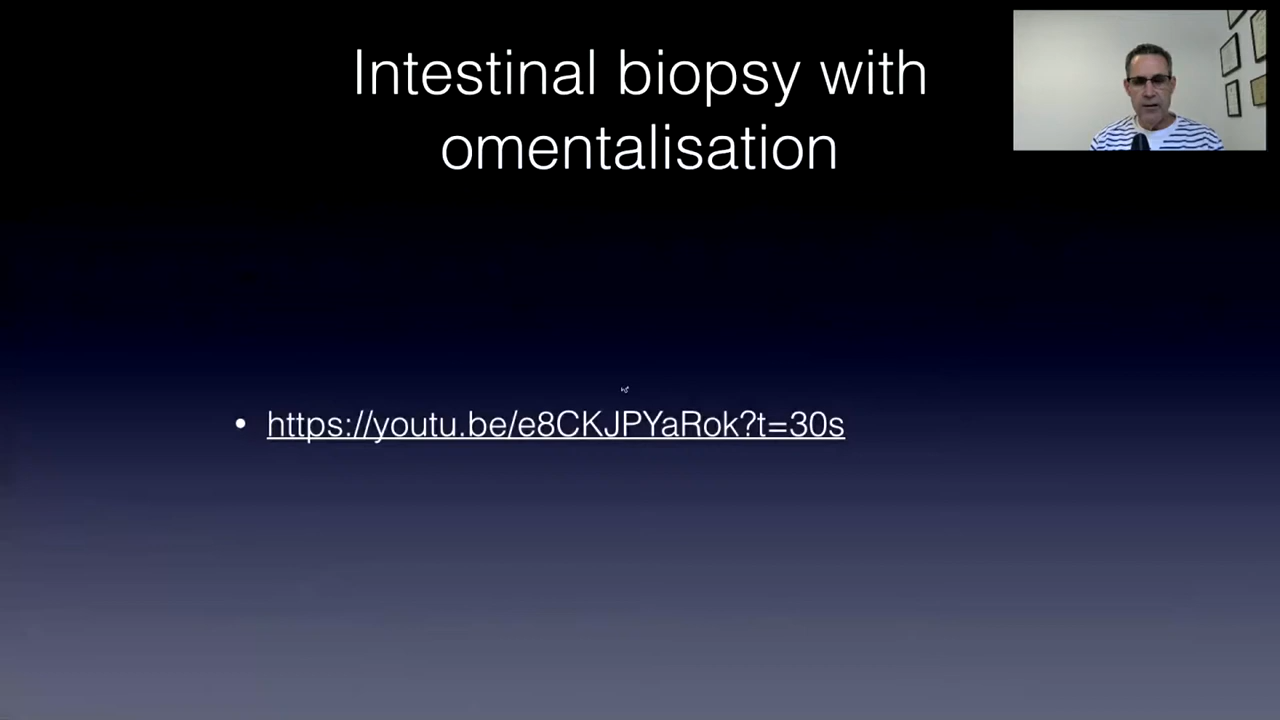 Intestinal biopsy with
omentalisation
• https://youtu.be/e8CKJPYaRok?t=30s